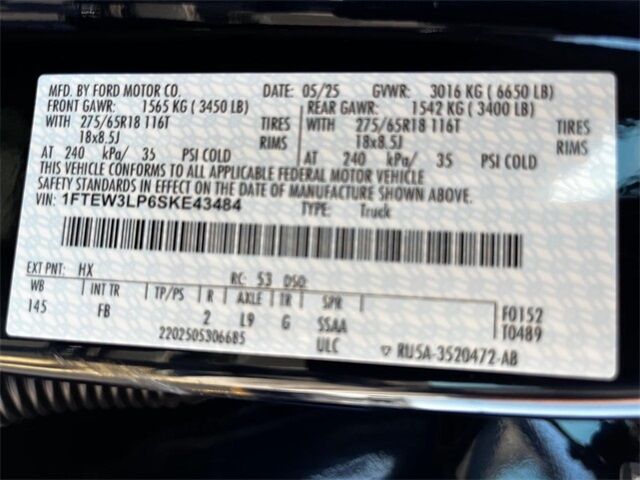 MFD. BY FORD MOTOR CO. DATE: 05/25 GVWR: 3016 KG ( 6650 LB)
FRONT GAWR: 1565 KG ( 3450 LB) REAR GAWR: 1542 KG ( 3400 LB)
WITH 275/65R18 116T TIRES WITH 275/65R18 116T TIRES
18x8.5J RIMS 18x8.5J RIMS
AT 240 kPa/ 35 PSI COLD AT 240 kPa/ 35 PSI COLD
THIS VEHICLE CONFORMS TO ALL APPLICABLE FEDERAL MOTOR VEHICLE
SAFETY STANDARDS IN EFFECT ON THE DATE OF MANUFACTURE SHOWN ABOVE.
VIN: 1FTEW3LP6SKE43484 TYPE: Truck
EXT PNT: HX RC: 53 DSO:
WB INT TR TP/PS R AXLE TR SPR F0152
145 FB 2 L9 G SSAA T0489
2202505306685 ULC ▽ RU5A-3520472-AB